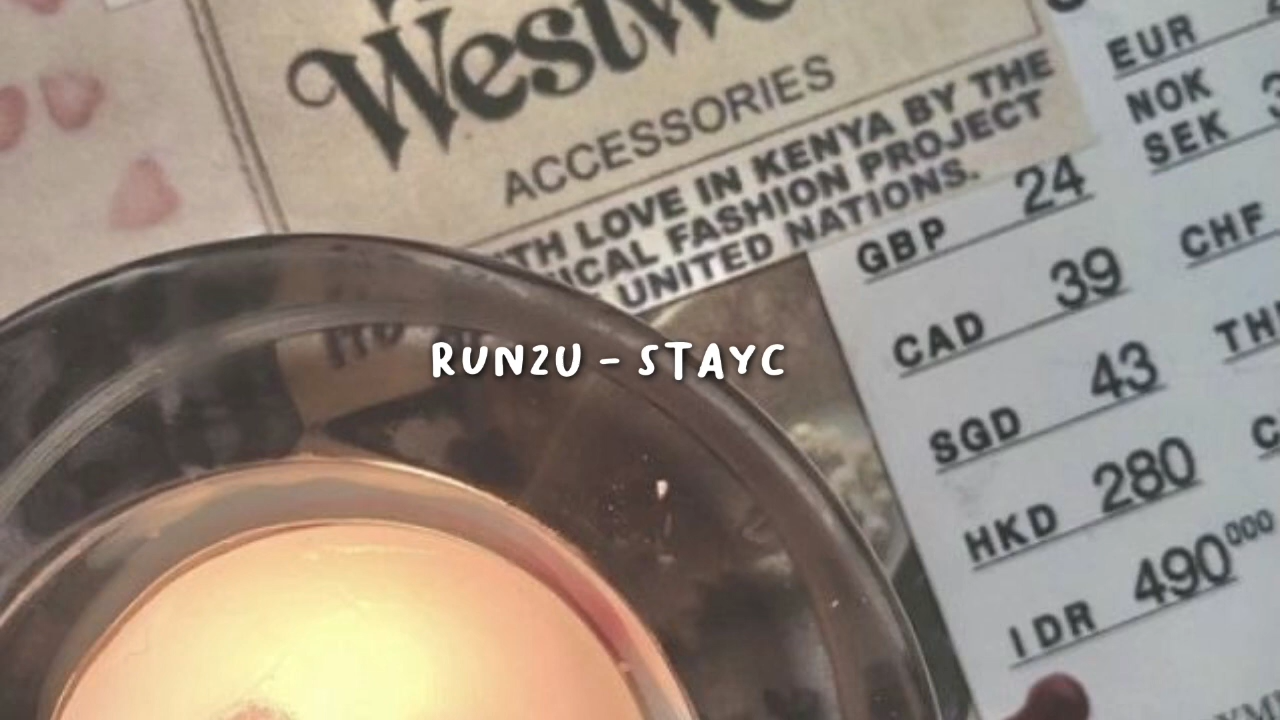 Westw
ACCESSORIES
TH LOVE IN KENYA BY THE
ICAL FASHION PROJECT
UNITED NATIONS.
RUN2U - STAYC
EUR
NOK
SEK
GBP 24
CHF
CAD 39
SGD 43
HKD 280
IDR 490000